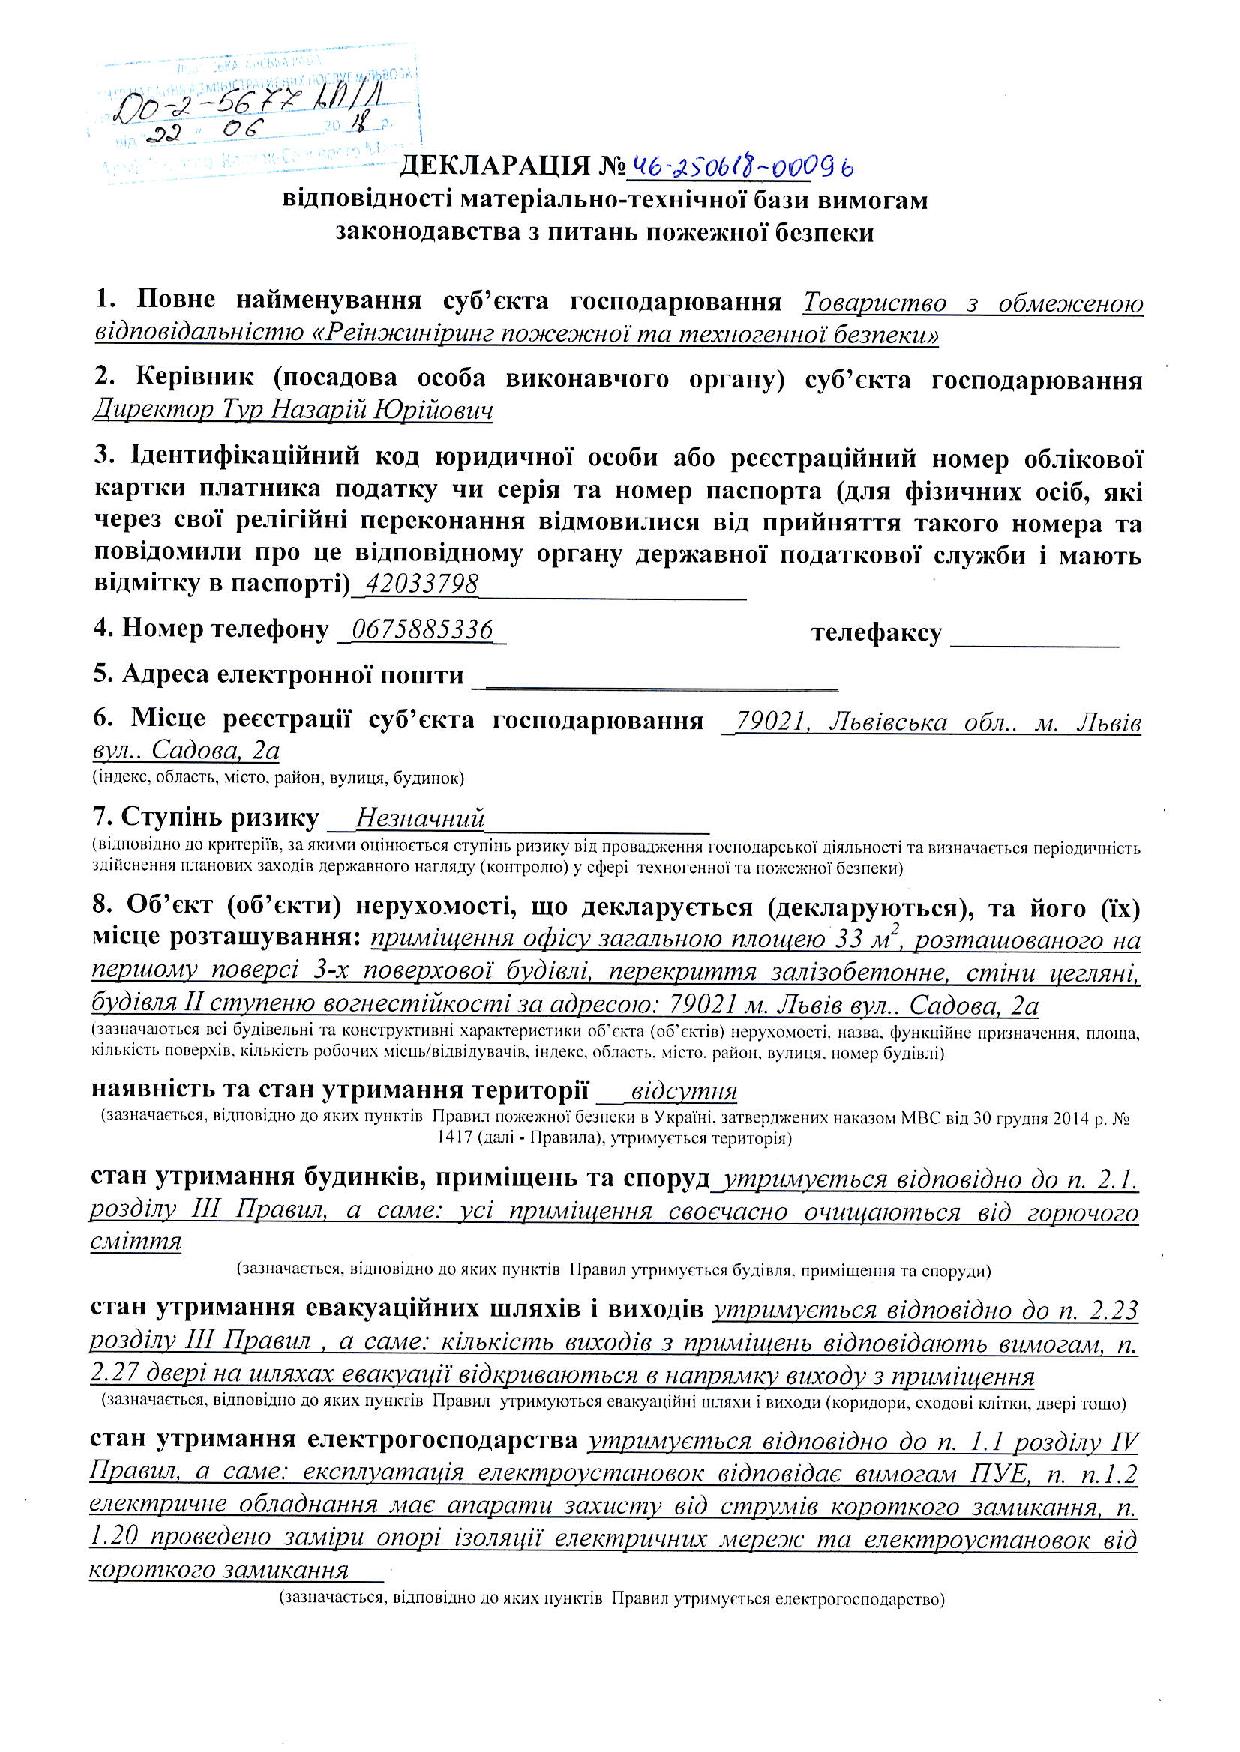 ДО-2-5677 АП/Л
22 06 2018 р.
ДЕКЛАРАЦІЯ № 46-250618-00096
відповідності матеріально-технічної бази вимогам
законодавства з питань пожежної безпеки
1. Повне найменування суб’єкта господарювання Товариство з обмеженою
відповідальністю «Реінжиніринг пожежної та техногенної безпеки»
2. Керівник (посадова особа виконавчого органу) суб’єкта господарювання
Директор Тур Назарій Юрійович
3. Ідентифікаційний код юридичної особи або реєстраційний номер облікової
картки платника податку чи серія та номер паспорта (для фізичних осіб, які
через свої релігійні переконання відмовилися від прийняття такого номера та
повідомили про це відповідному органу державної податкової служби і мають
відмітку в паспорті) 42033798
4. Номер телефону 0675885336 телефаксу
5. Адреса електронної пошти
6. Місце реєстрації суб’єкта господарювання 79021, Львівська обл.. м. Львів
вул.. Садова, 2а
(індекс, область, місто, район, вулиця, будинок)
7. Ступінь ризику Незначний
(відповідно до критеріїв, за якими оцінюється ступінь ризику від провадження господарської діяльності та визначається періодичність
здійснення планових заходів державного нагляду (контролю) у сфері техногенної та пожежної безпеки)
8. Об’єкт (об’єкти) нерухомості, що декларується (декларуються), та його (їх)
місце розташування: приміщення офісу загальною площею 33 м², розташованого на
першому поверсі 3-х поверхової будівлі, перекриття залізобетонне, стіни цегляні,
будівля ІІ ступеню вогнестійкості за адресою: 79021 м. Львів вул.. Садова, 2а
(зазначаються всі будівельні та конструктивні характеристики об’єкта (об’єктів) нерухомості, назва, функційне призначення, площа,
кількість поверхів, кількість робочих місць/відвідувачів, індекс, область, місто, район, вулиця, номер будівлі)
наявність та стан утримання території відсутня
(зазначається, відповідно до яких пунктів Правил пожежної безпеки в Україні, затверджених наказом МВС від 30 грудня 2014 р. №
1417 (далі - Правила), утримується територія)
стан утримання будинків, приміщень та споруд утримується відповідно до п. 2.1.
розділу ІІІ Правил, а саме: усі приміщення своєчасно очищаються від горючого
сміття
(зазначається, відповідно до яких пунктів Правил утримується будівля, приміщення та споруди)
стан утримання евакуаційних шляхів і виходів утримується відповідно до п. 2.23
розділу ІІІ Правил , а саме: кількість виходів з приміщень відповідають вимогам, п.
2.27 двері на шляхах евакуації відкриваються в напрямку виходу з приміщення
(зазначається, відповідно до яких пунктів Правил утримуються евакуаційні шляхи і виходи (коридори, сходові клітки, двері тощо)
стан утримання електрогосподарства утримується відповідно до п. 1.1 розділу ІV
Правил, а саме: експлуатація електроустановок відповідає вимогам ПУЕ, п. п.1.2
електричне обладнання має апарати захисту від струмів короткого замикання, п.
1.20 проведено заміри опорі ізоляції електричних мереж та електроустановок від
короткого замикання
(зазначається, відповідно до яких пунктів Правил утримується електрогосподарство)